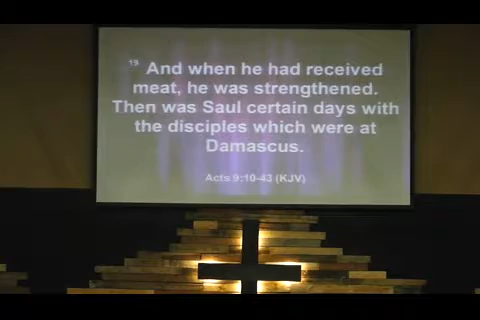 19 And when he had received
meat, he was strengthened.
Then was Saul certain days with
the disciples which were at
Damascus.
Acts 9:10-43 (KJV)